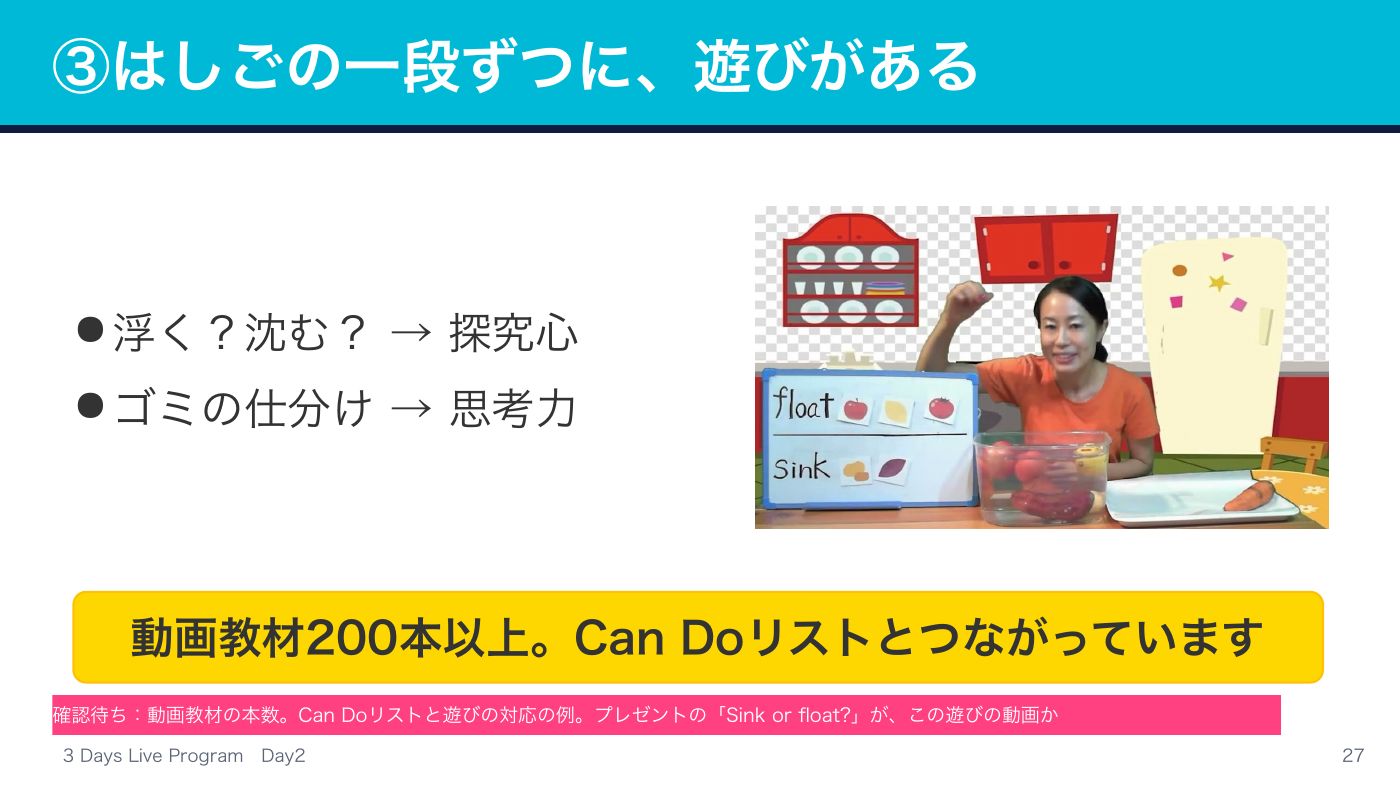 ③はしごの一段ずつに、遊びがある
●浮く？沈む？ → 探究心
●ゴミの仕分け → 思考力
float
sink
動画教材200本以上。Can Doリストとつながっています
確認待ち：動画教材の本数。Can Doリストと遊びの対応の例。プレゼントの「Sink or float?」が、この遊びの動画か
3 Days Live Program　Day2
27